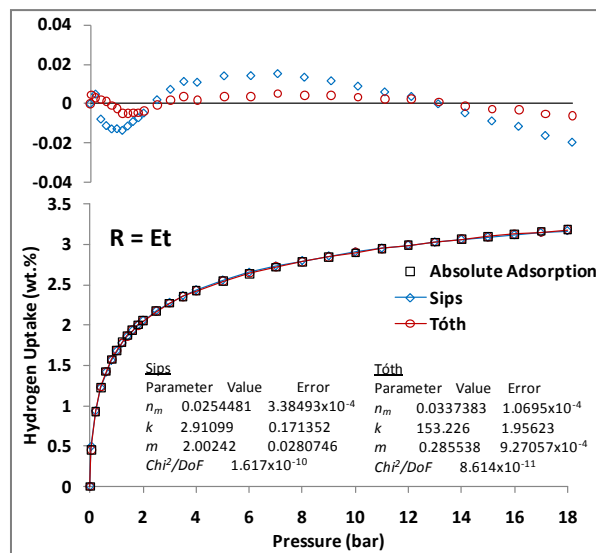 0.04
0.02
0
-0.02
-0.04
R = Et
Absolute Adsorption
Sips
Tóth
Hydrogen Uptake (wt.%)
3.5
3
2.5
2
1.5
1
0.5
0
Sips
Parameter Value Error
nm 0.0254481 3.38493x10-4
k 2.91099 0.171352
m 2.00242 0.0280746
Chi2/DoF 1.617x10-10
Tóth
Parameter Value Error
nm 0.0337383 1.0695x10-4
k 153.226 1.95623
m 0.285538 9.27057x10-4
Chi2/DoF 8.614x10-11
0 2 4 6 8 10 12 14 16 18
Pressure (bar)